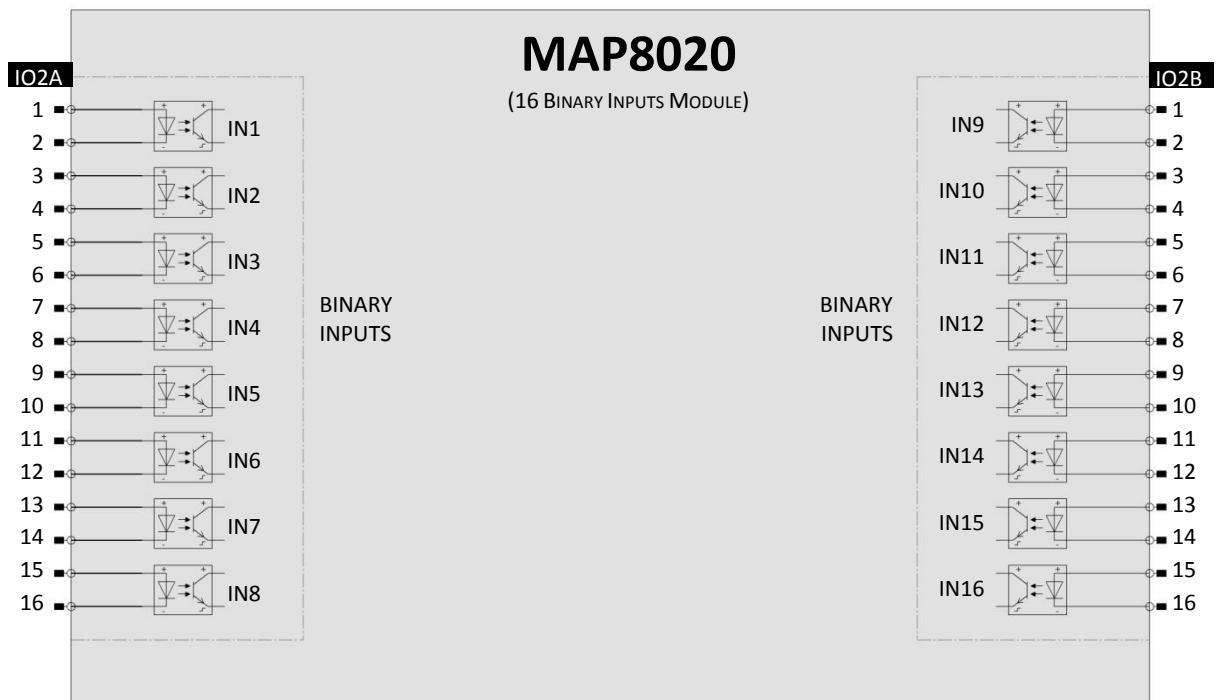 MAP8020
(16 BINARY INPUTS MODULE)
IO2A
1
2
3
4
5
6
7
8
9
10
11
12
13
14
15
16
IN1
IN2
IN3
IN4
IN5
IN6
IN7
IN8
BINARY
INPUTS
BINARY
INPUTS
IN9
IN10
IN11
IN12
IN13
IN14
IN15
IN16
IO2B
1
2
3
4
5
6
7
8
9
10
11
12
13
14
15
16